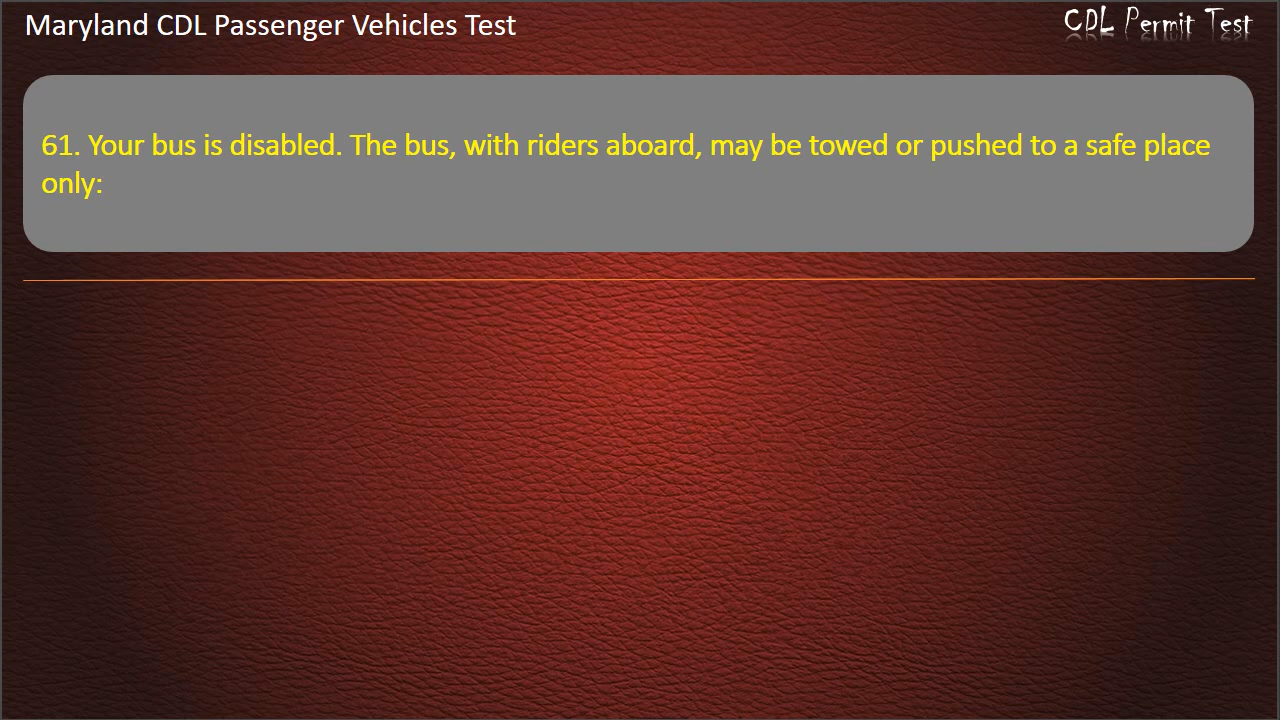 Maryland CDL Passenger Vehicles Test
CDL Permit Test
61. Your bus is disabled. The bus, with riders aboard, may be towed or pushed to a safe place
only: